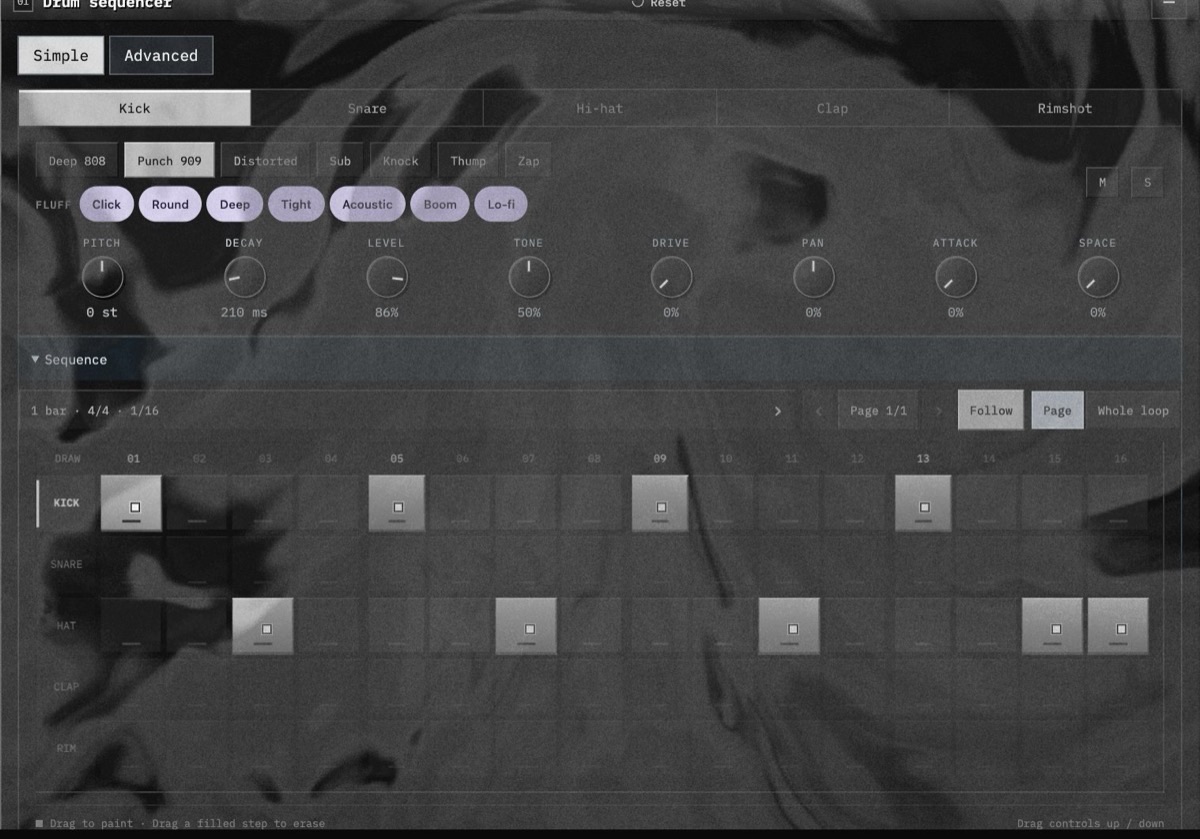 01 Drum sequencer Reset
Simple Advanced
Kick Snare Hi-hat Clap Rimshot
Deep 808 Punch 909 Distorted Sub Knock Thump Zap
M S
FLUFF Click Round Deep Tight Acoustic Boom Lo-fi
PITCH DECAY LEVEL TONE DRIVE PAN ATTACK SPACE
0 st 210 ms 86% 50% 0% 0% 0% 0%
Sequence
1 bar · 4/4 · 1/16 Page 1/1 Follow Page Whole loop
DRAW 01 02 03 04 05 06 07 08 09 10 11 12 13 14 15 16
KICK
SNARE
HAT
CLAP
RIM
Drag to paint · Drag a filled step to erase Drag controls up / down